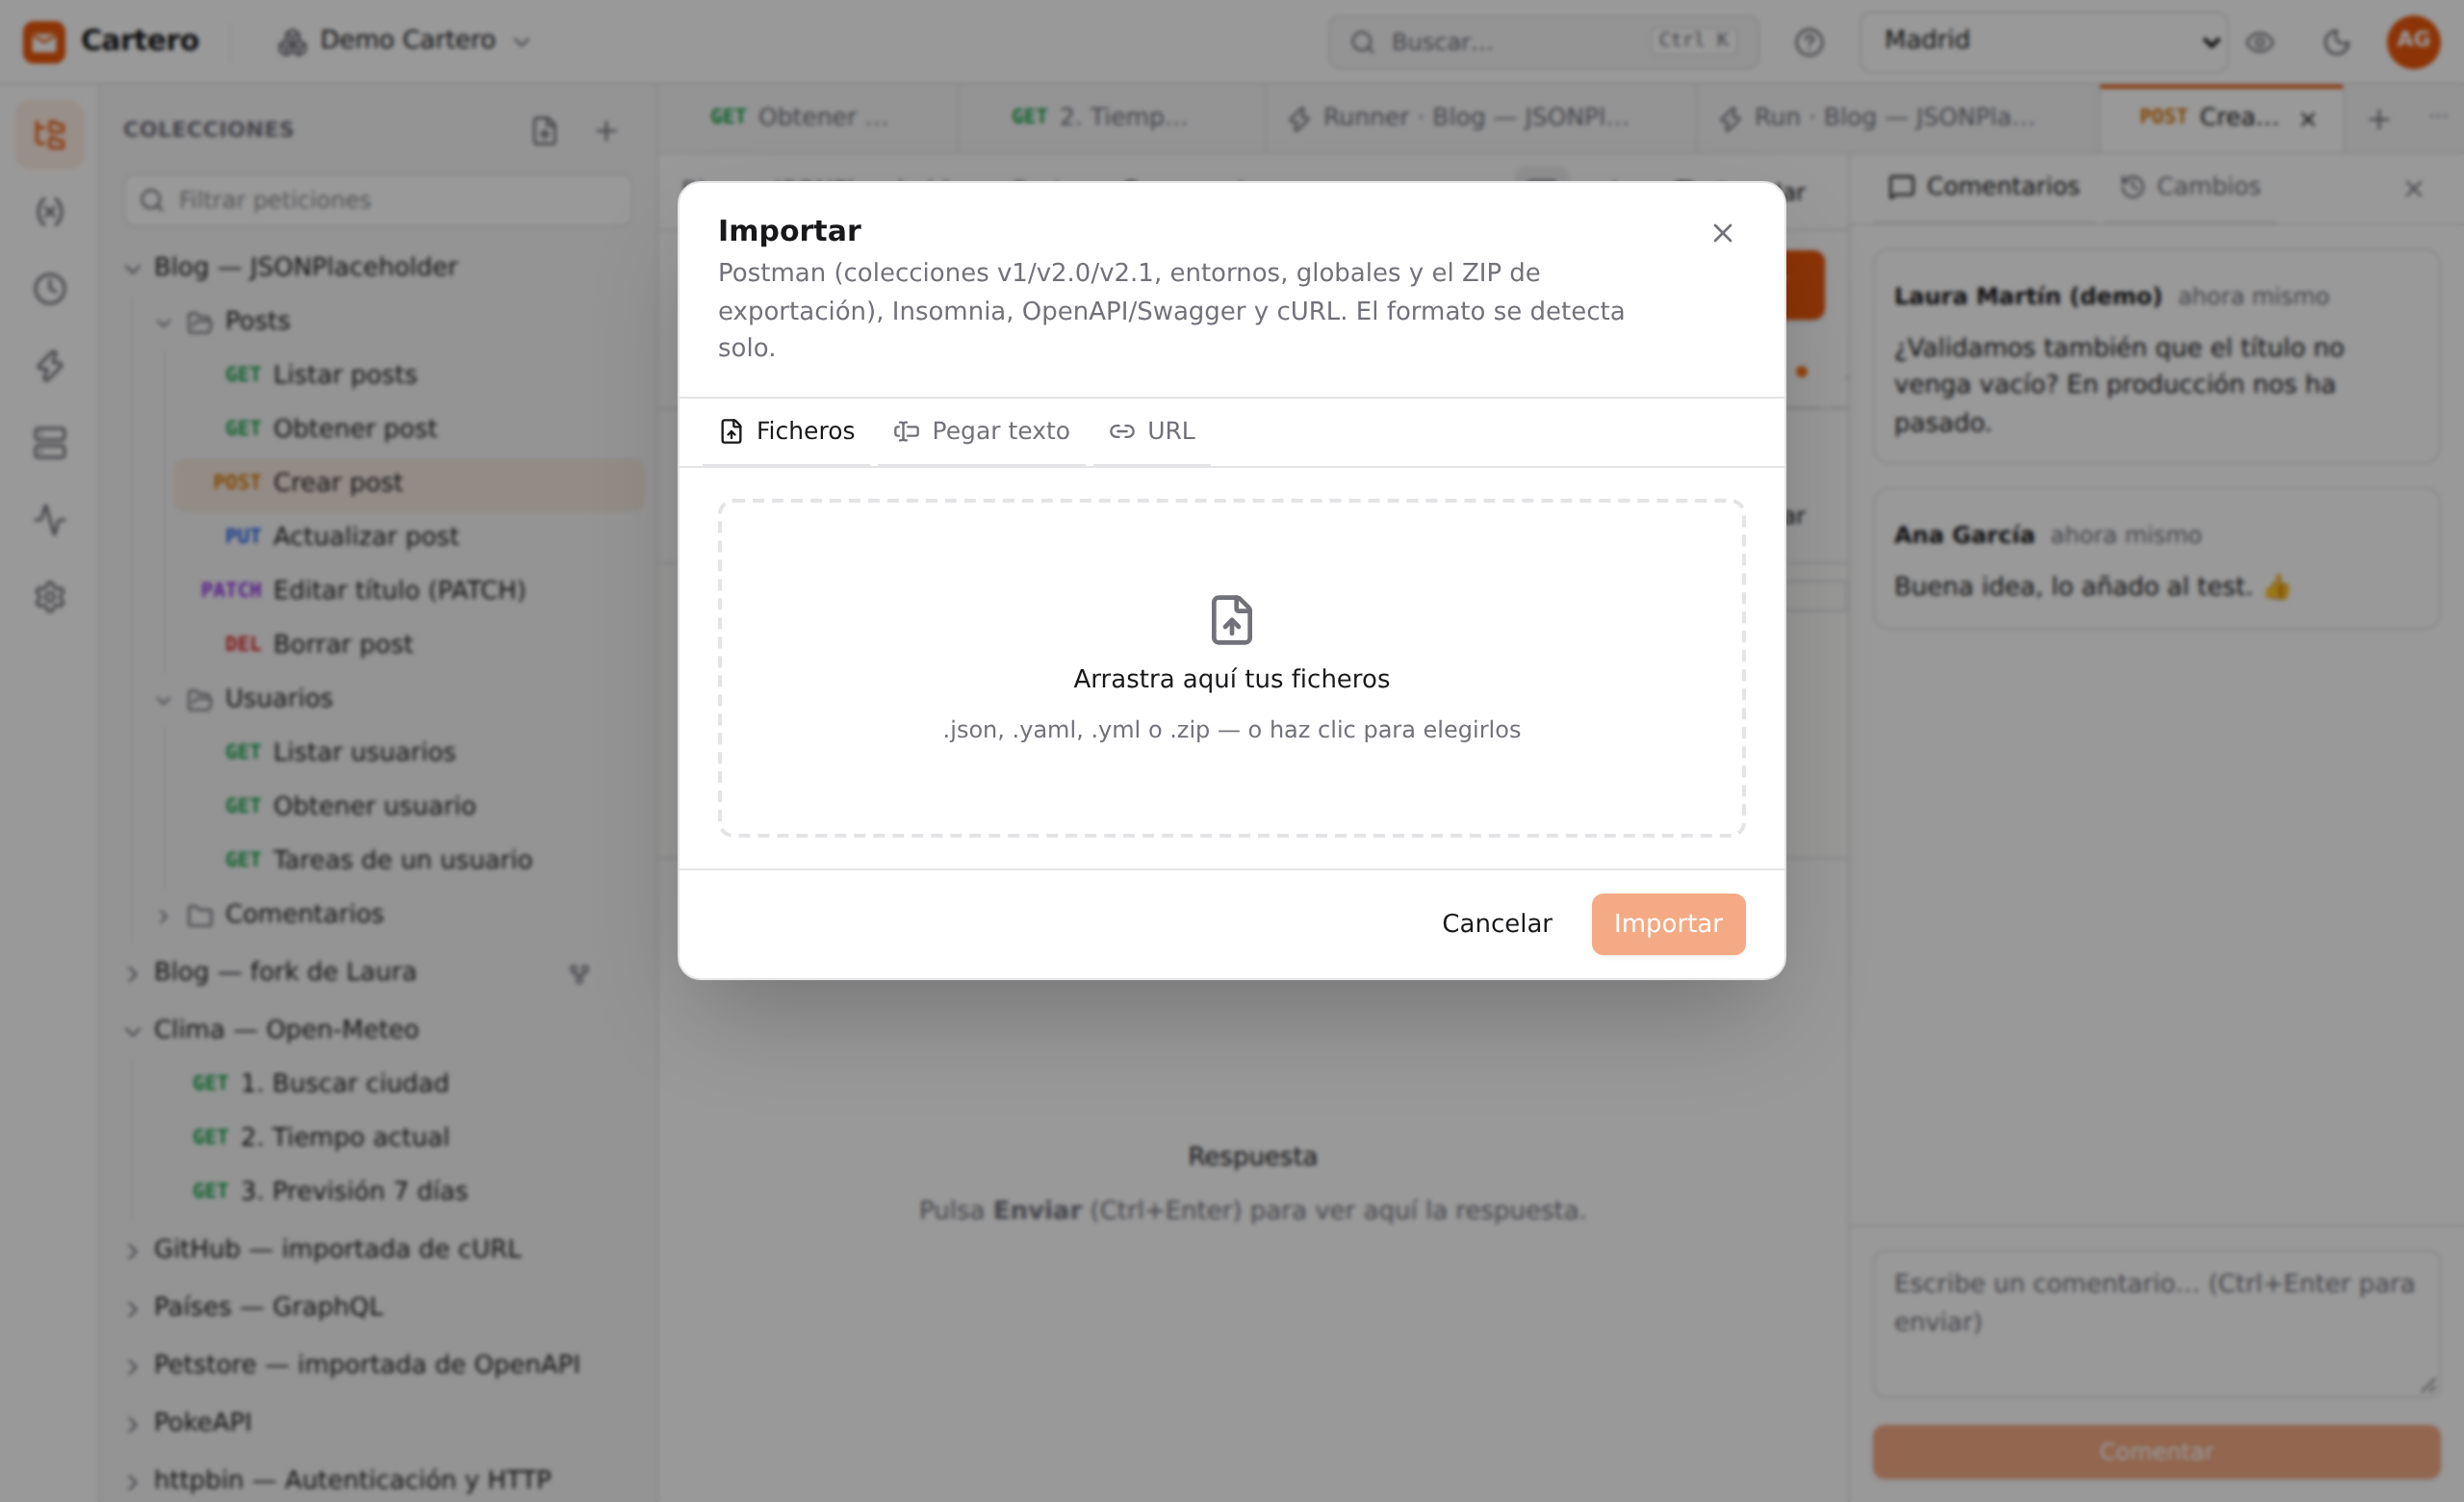 Cartero
Demo Cartero
Buscar...
Ctrl K
Madrid
AG
COLECCIONES
Filtrar peticiones
Blog — JSONPlaceholder
Posts
GET Listar posts
GET Obtener post
POST Crear post
PUT Actualizar post
PATCH Editar título (PATCH)
DEL Borrar post
Usuarios
GET Listar usuarios
GET Obtener usuario
GET Tareas de un usuario
Comentarios
Blog — fork de Laura
Clima — Open-Meteo
GET 1. Buscar ciudad
GET 2. Tiempo actual
GET 3. Previsión 7 días
GitHub — importada de cURL
Países — GraphQL
Petstore — importada de OpenAPI
PokeAPI
httpbin — Autenticación y HTTP
GET Obtener ...
GET 2. Tiemp...
Runner · Blog — JSONPl...
Run · Blog — JSONPla...
POST Crea...
Importar
Postman (colecciones v1/v2.0/v2.1, entornos, globales y el ZIP de
exportación), Insomnia, OpenAPI/Swagger y cURL. El formato se detecta
solo.
Ficheros
Pegar texto
URL
Arrastra aquí tus ficheros
.json, .yaml, .yml o .zip — o haz clic para elegirlos
Cancelar
Importar
Respuesta
Pulsa Enviar (Ctrl+Enter) para ver aquí la respuesta.
Comentarios
Cambios
Laura Martín (demo) ahora mismo
¿Validamos también que el título no
venga vacío? En producción nos ha
pasado.
Ana García ahora mismo
Buena idea, lo añado al test. 👍
Escribe un comentario... (Ctrl+Enter para
enviar)
Comentar